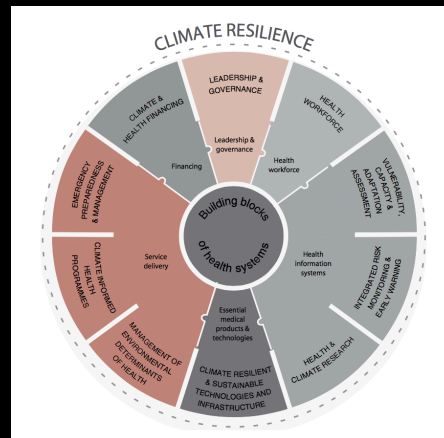 CLIMATE RESILIENCE
LEADERSHIP &
GOVERNANCE
Leadership &
governance
HEALTH
WORKFORCE
Health
workforce
VULNERABILITY,
CAPACITY &
ADAPTATION
ASSESSMENT
INTEGRATED RISK
MONITORING &
EARLY WARNING
HEALTH &
CLIMATE RESEARCH
Health
information
systems
CLIMATE RESILIENT
& SUSTAINABLE
TECHNOLOGIES AND
INFRASTRUCTURE
Essential
medical
products &
technologies
MANAGEMENT OF
ENVIRONMENTAL
DETERMINANTS
OF HEALTH
CLIMATE INFORMED
HEALTH
PROGRAMMES
EMERGENCY
PREPAREDNESS
& MANAGEMENT
Service
delivery
CLIMATE &
HEALTH FINANCING
Financing
Building blocks
of health systems